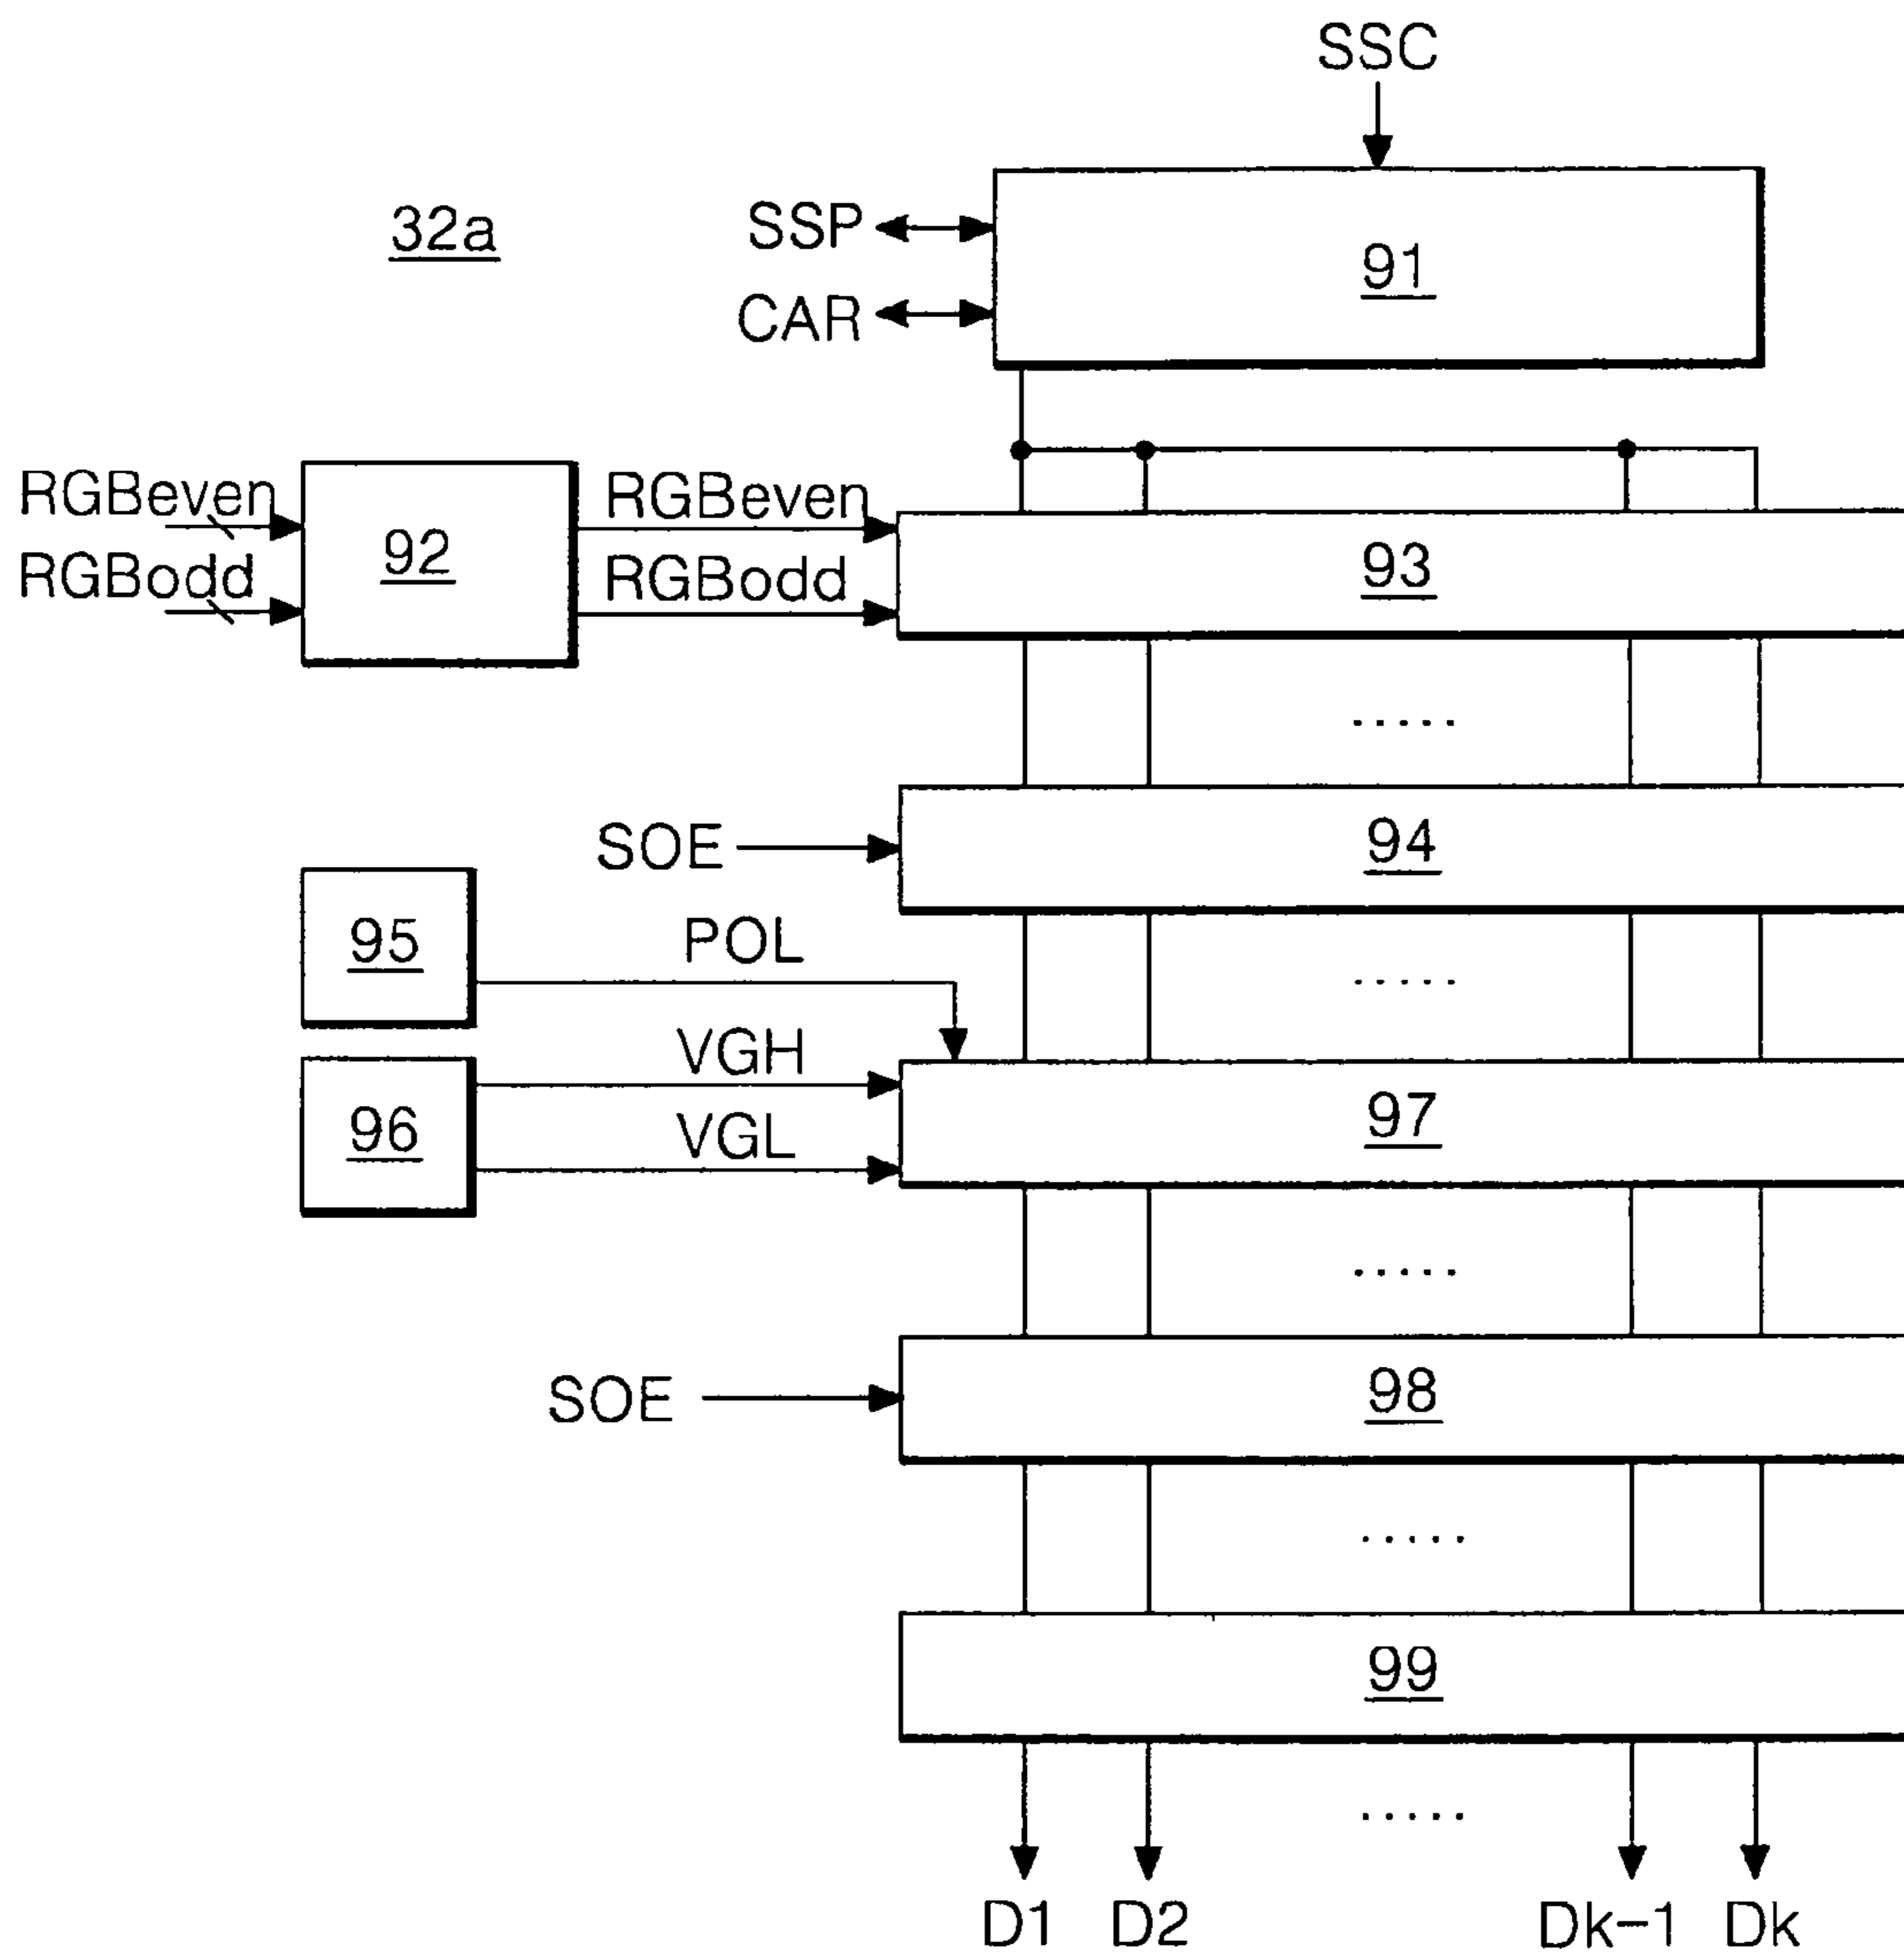 SSC
32a
SSP
91
CAR
RGBeven
RGBodd
92
RGBeven
RGBodd
93
.....
SOE
94
95
POL
.....
96
VGH
VGL
97
.....
SOE
98
.....
99
.....
D1 D2 Dk-1 Dk